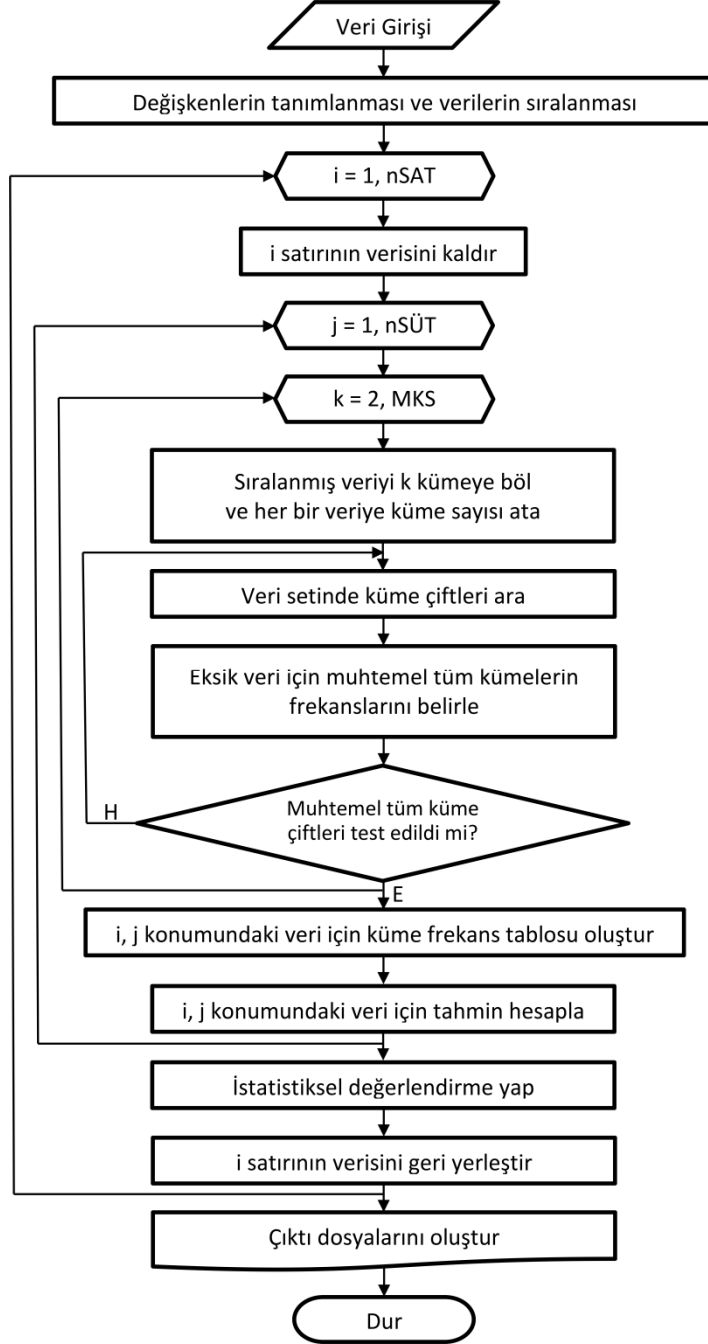 Veri Girişi
Değişkenlerin tanımlanması ve verilerin sıralanması
i = 1, nSAT
i satırının verisini kaldır
j = 1, nSÜT
k = 2, MKS
Sıralanmış veriyi k kümeye böl
ve her bir veriye küme sayısı ata
Veri setinde küme çiftleri ara
Eksik veri için muhtemel tüm kümelerin
frekanslarını belirle
Muhtemel tüm küme
çiftleri test edildi mi?
H
E
i, j konumundaki veri için küme frekans tablosu oluştur
i, j konumundaki veri için tahmin hesapla
İstatistiksel değerlendirme yap
i satırının verisini geri yerleştir
Çıktı dosyalarını oluştur
Dur